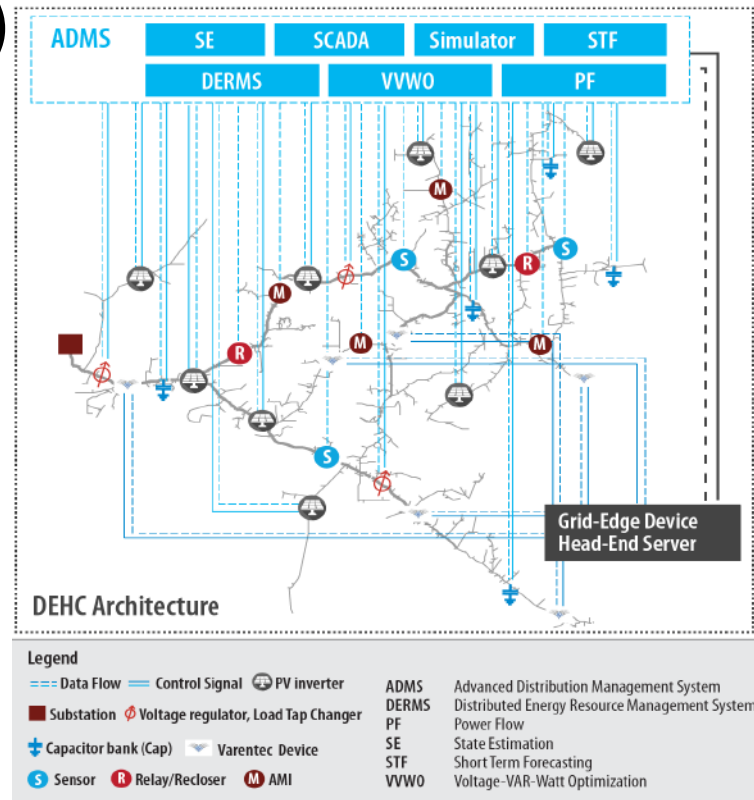 ADMS
SE SCADA Simulator STF
DERMS VVWO PF
M
M
S
S
R
M
M
R
M
S
Grid-Edge Device
Head-End Server
DEHC Architecture
Legend
Data Flow Control Signal PV inverter
Substation Voltage regulator, Load Tap Changer
Capacitor bank (Cap) Varentec Device
S Sensor R Relay/Recloser M AMI
ADMS Advanced Distribution Management System
DERMS Distributed Energy Resource Management System
PF Power Flow
SE State Estimation
STF Short Term Forecasting
VVWO Voltage-VAR-Watt Optimization